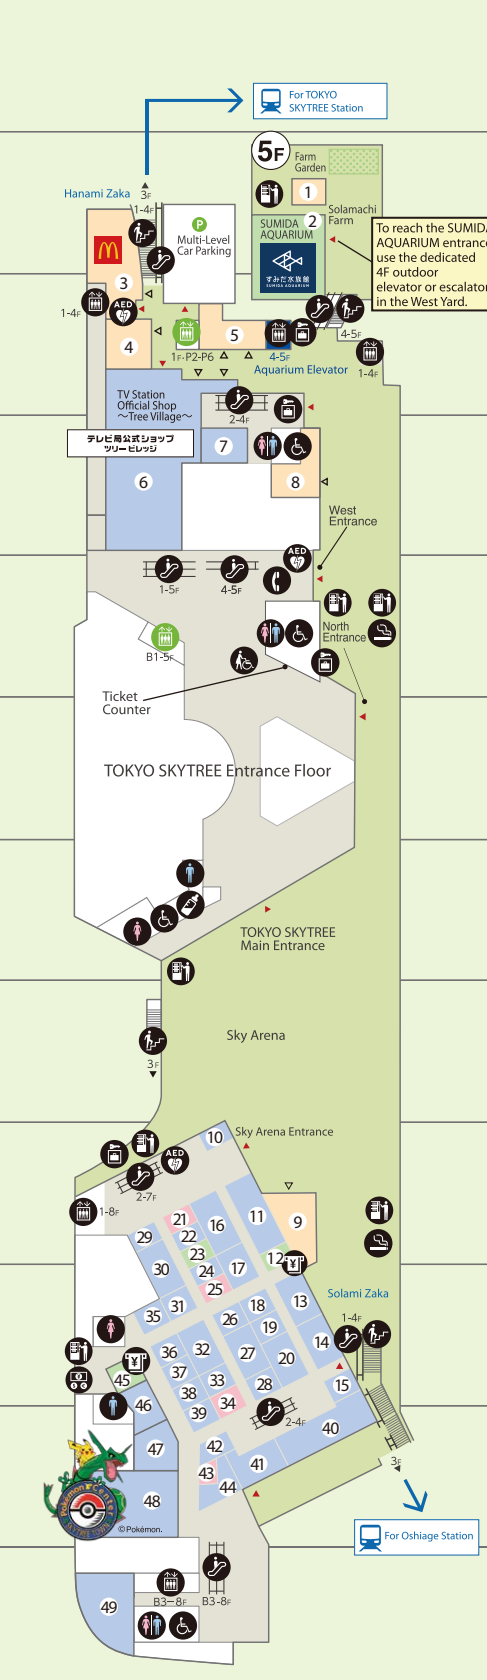 For TOKYO
SKYTREE Station
5F
Farm
Garden
1
Hanami Zaka
3F
1-4F
Solamachi
Farm
2
SUMIDA
AQUARIUM
すみだ水族館
SUMIDA AQUARIUM
To reach the SUMIDA
AQUARIUM entrance
use the dedicated
4F outdoor
elevator or escalator
in the West Yard.
P
Multi-Level
Car Parking
3
1-4F
AED
4
5
1F·P2-P6
4-5F
4-5F
Aquarium Elevator
1-4F
TV Station
Official Shop
～Tree Village～
2-4F
テレビ局公式ショップ
ツリービレッジ
7
6
8
West
Entrance
AED
1-5F
4-5F
North
Entrance
B1-5F
Ticket
Counter
TOKYO SKYTREE Entrance Floor
TOKYO SKYTREE
Main Entrance
Sky Arena
3F
10
Sky Arena Entrance
AED
2-7F
1-8F
9
11
21
16
22
29
23
12
24
17
30
25
13
18
31
35
26
19
14
Solami Zaka
1-4F
36
32
27
20
37
45
33
28
15
38
34
46
39
2-4F
40
42
47
41
43
44
3F
48
Pokémon Center
SKYTREE TOWN
©Pokémon.
For Oshiage Station
B3-8F
B3-8F
49